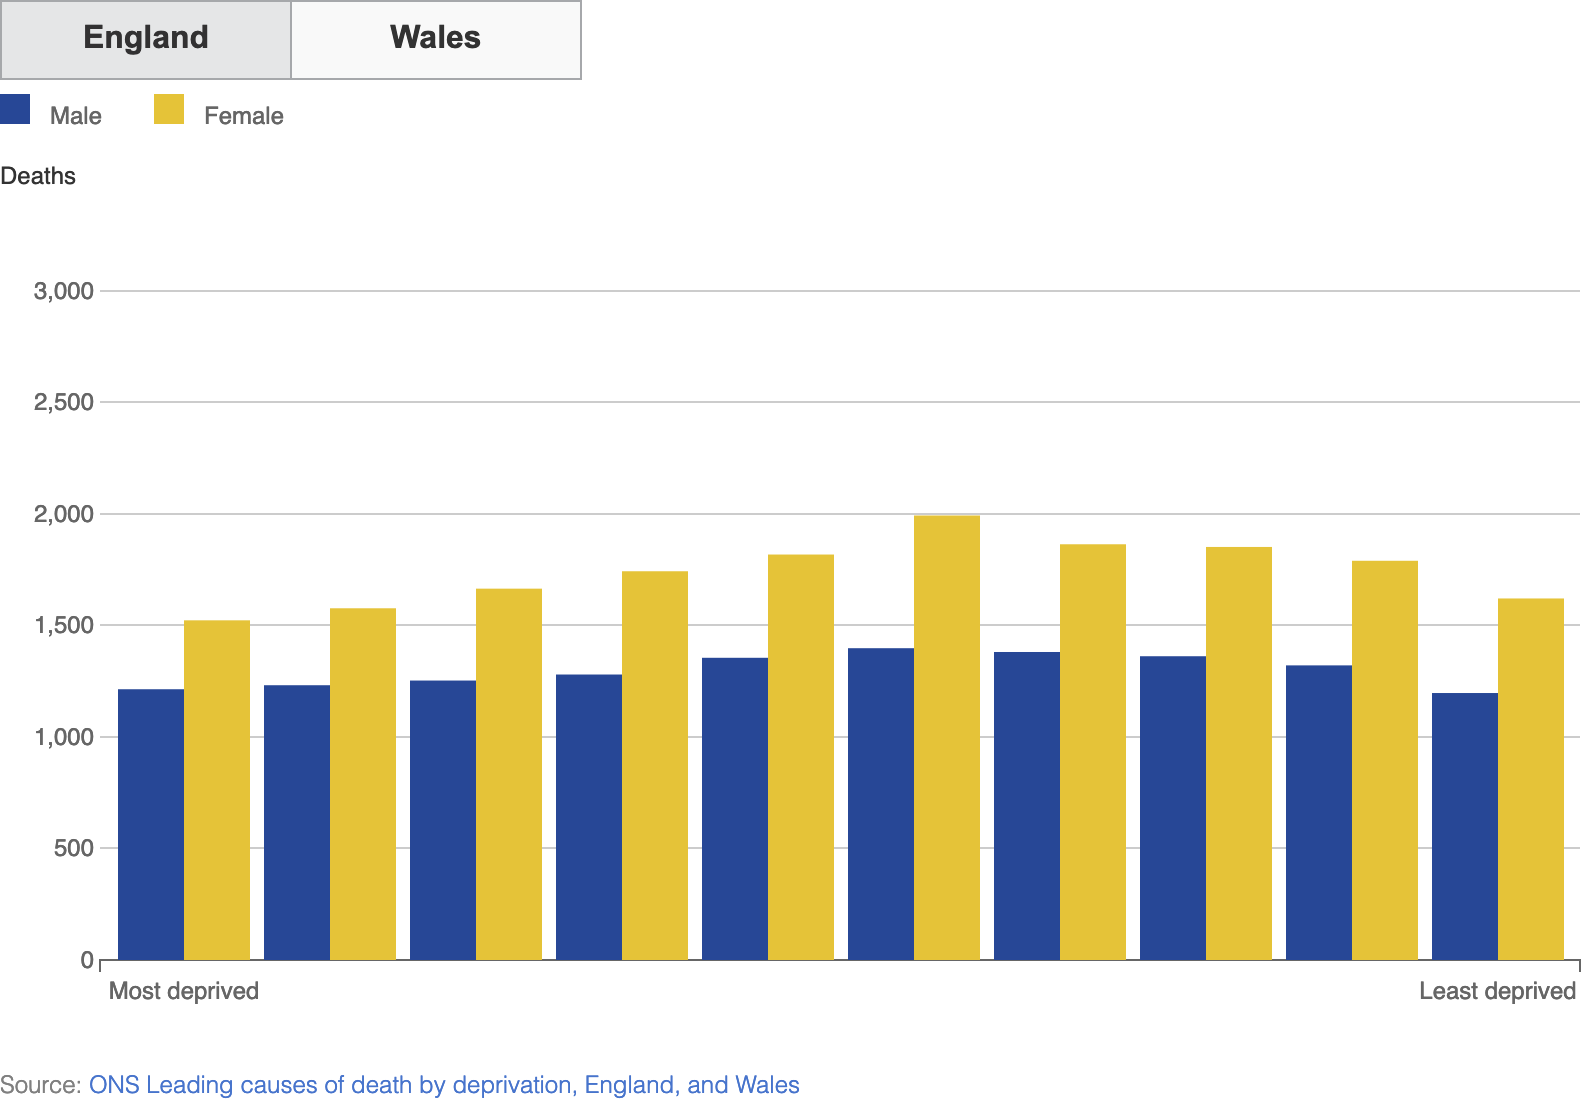 England
Wales
Male
Female
Deaths
3,000
2,500
2,000
1,500
1,000
500
0
Most deprived
Least deprived
Source: ONS Leading causes of death by deprivation, England, and Wales